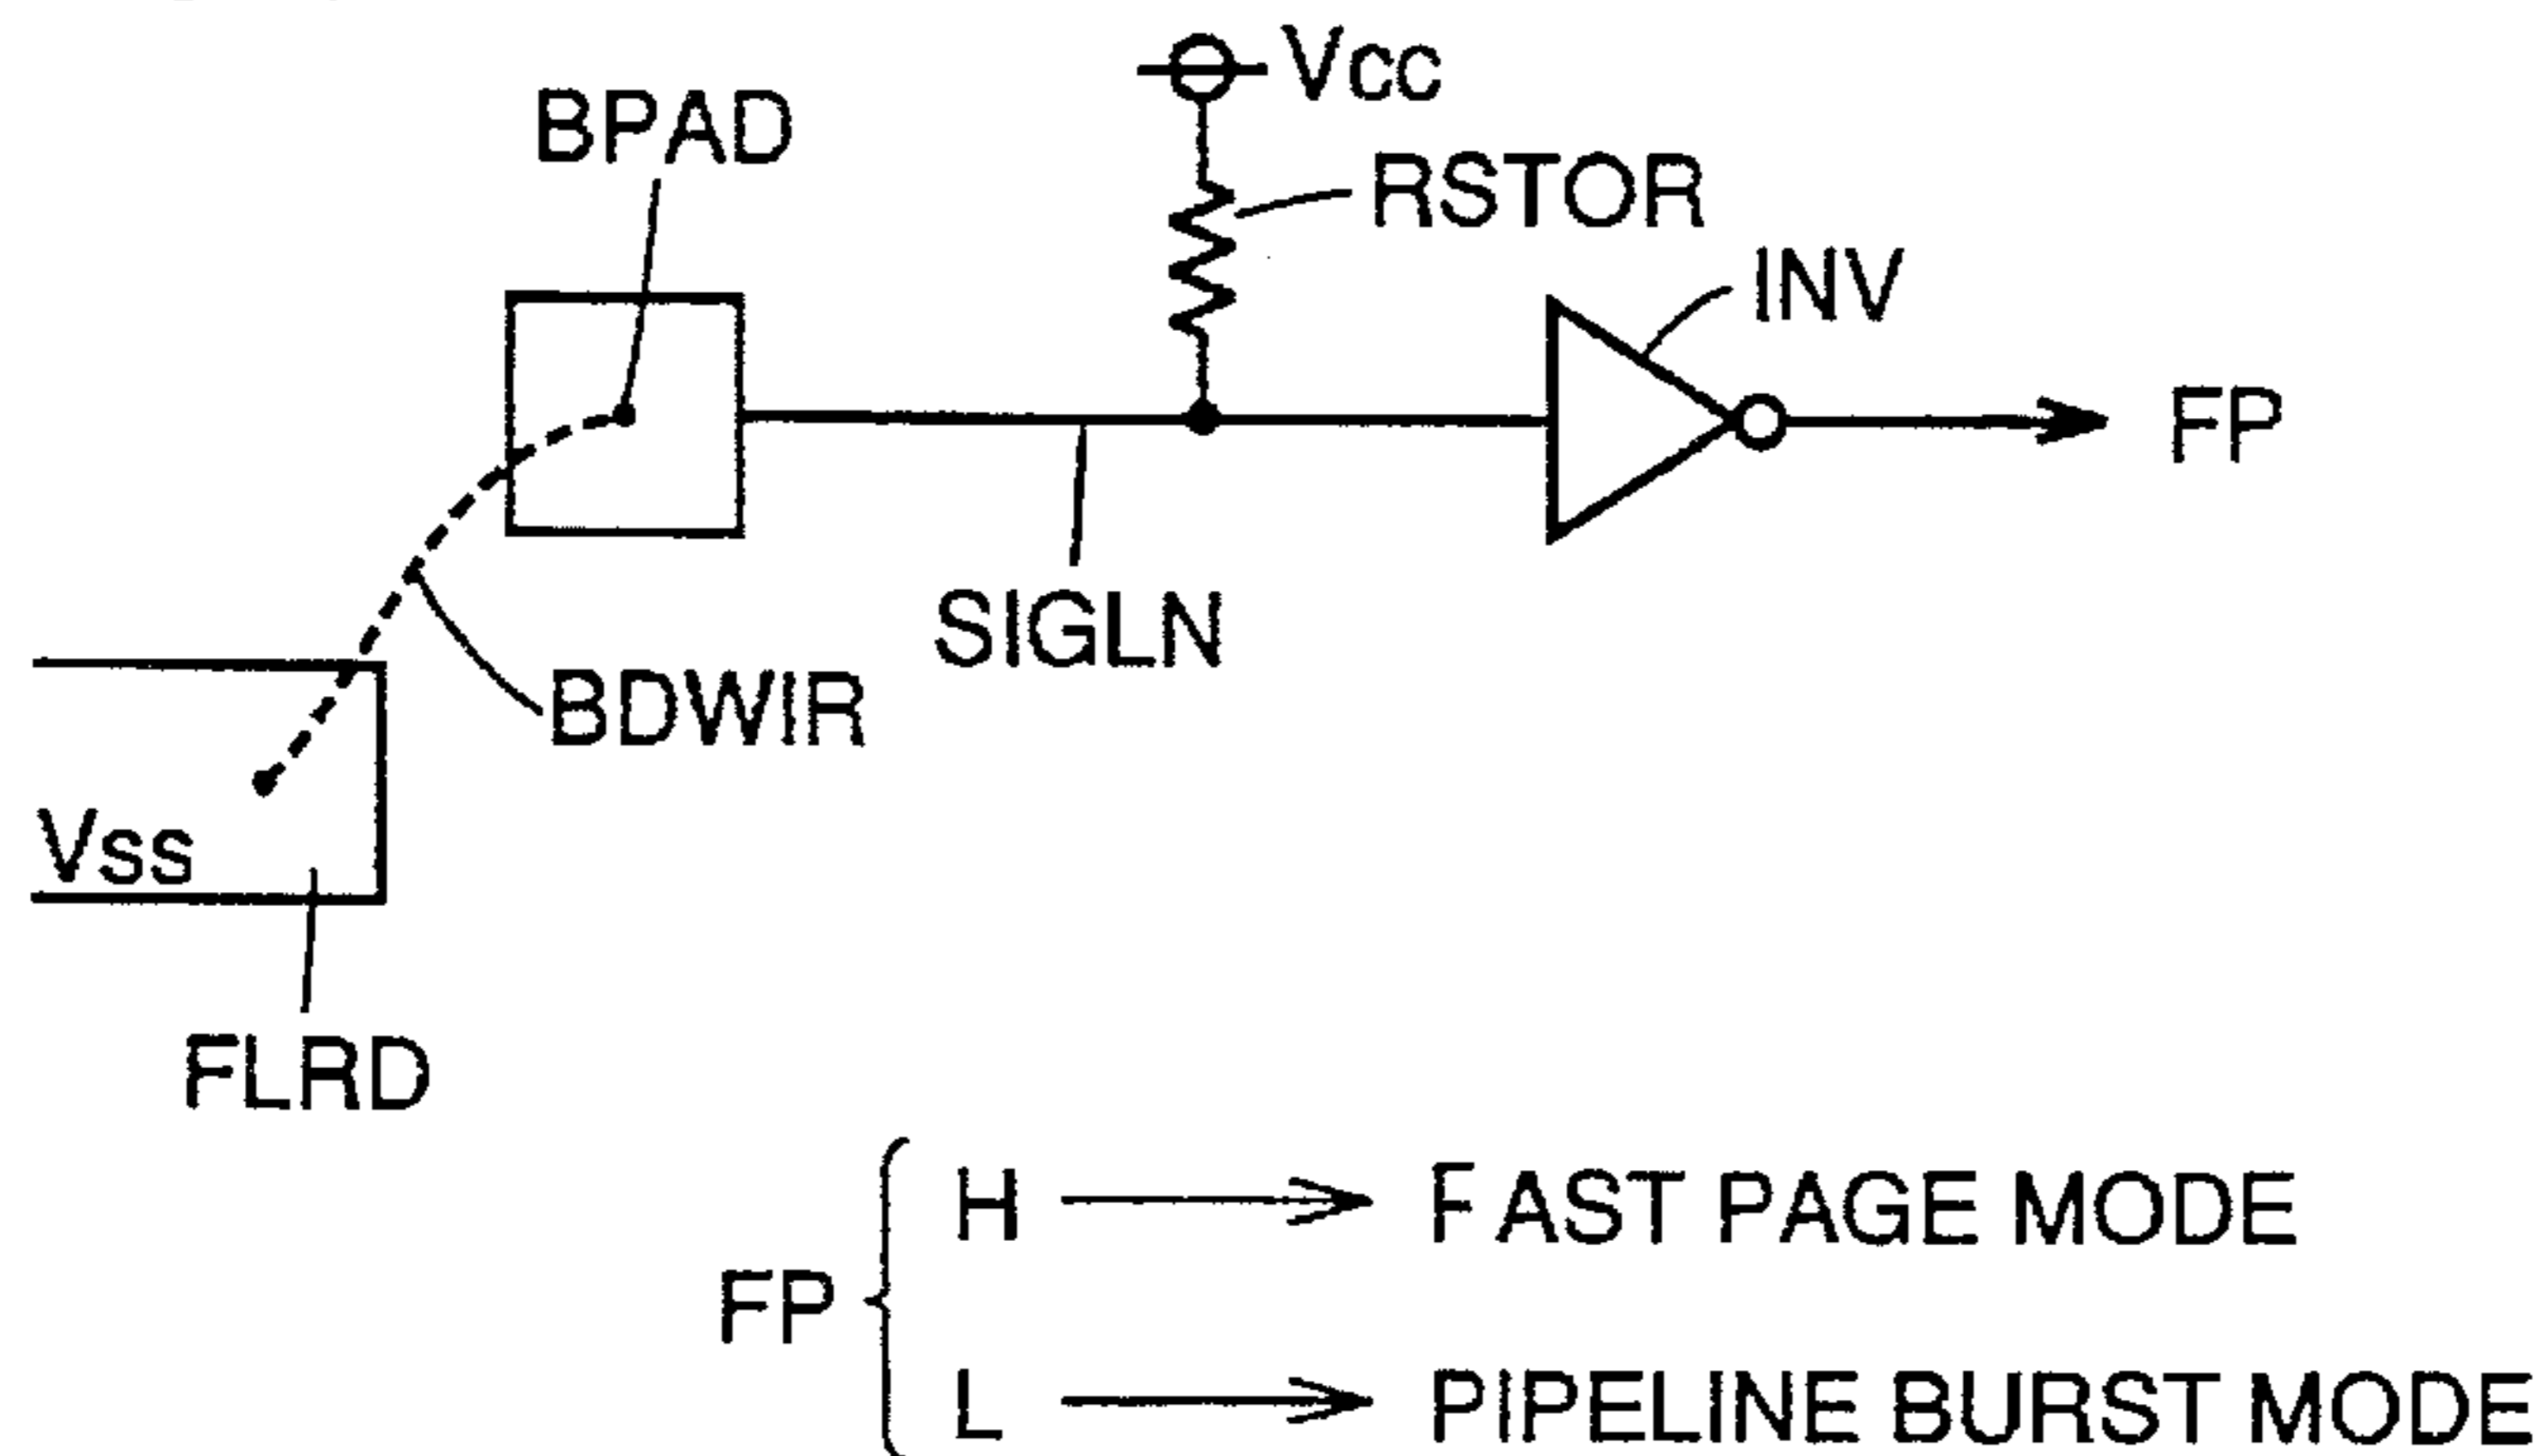 Vcc
BPAD
RSTOR
INV
FP
SIGLN
BDWIR
Vss
FLRD
FP
H FAST PAGE MODE
L PIPELINE BURST MODE